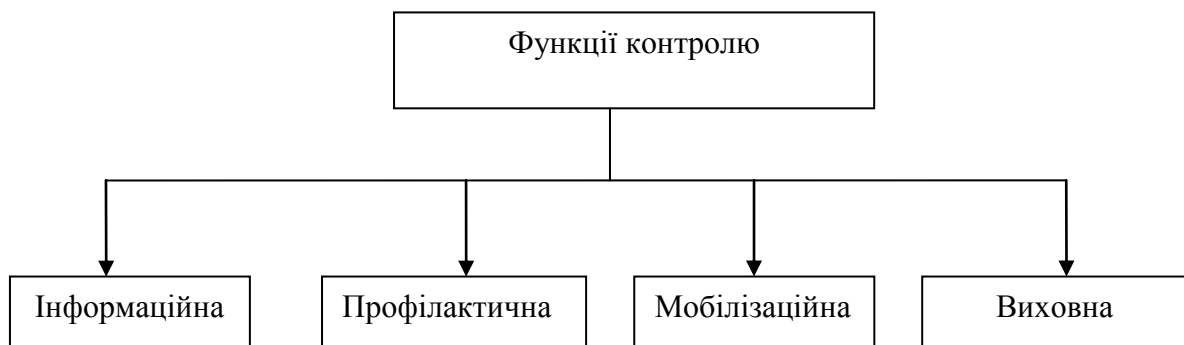 Функції контролю
Інформаційна
Профілактична
Мобілізаційна
Виховна